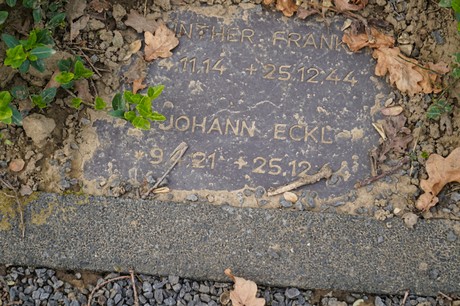 NTHER FRANK
11.14 +25.12.44
JOHANN ECKL
* 9. 21 +25.12.